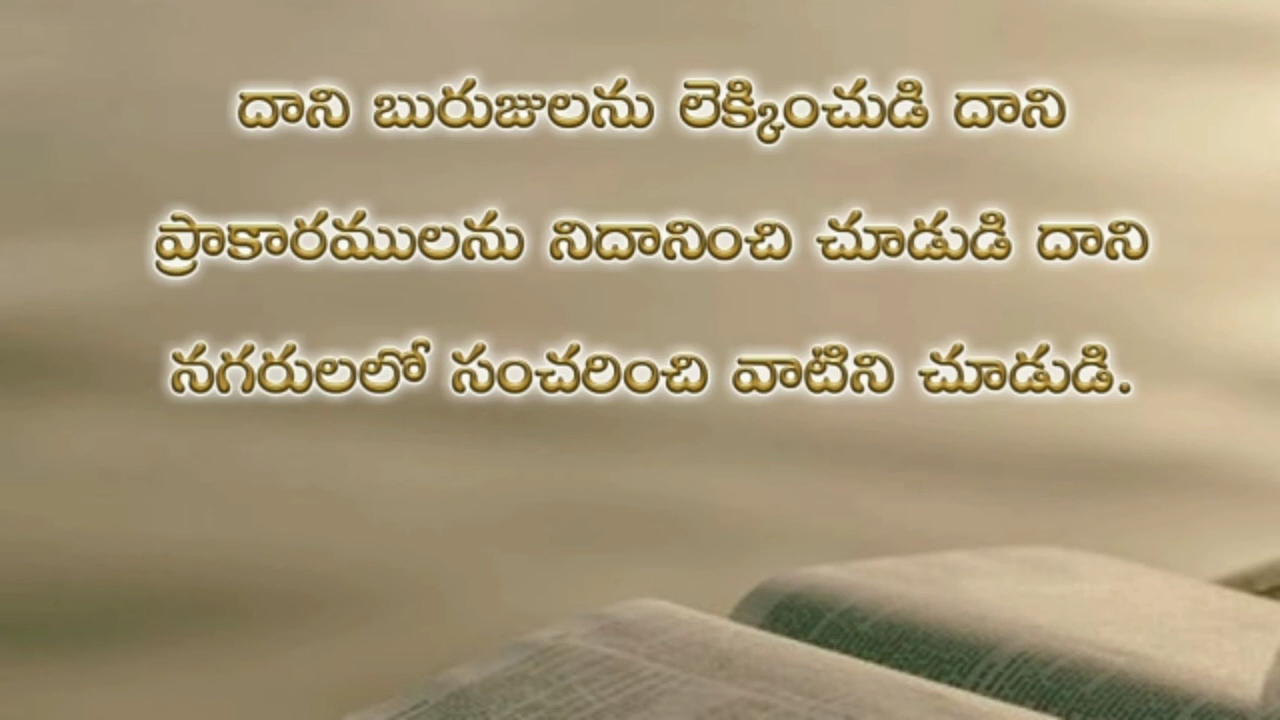 దాని బురుజులను లెక్కించుడి దాని
ప్రాకారములను నిదానించి చూడుడి దాని
నగరులలో సంచరించి వాటిని చూడుడి.